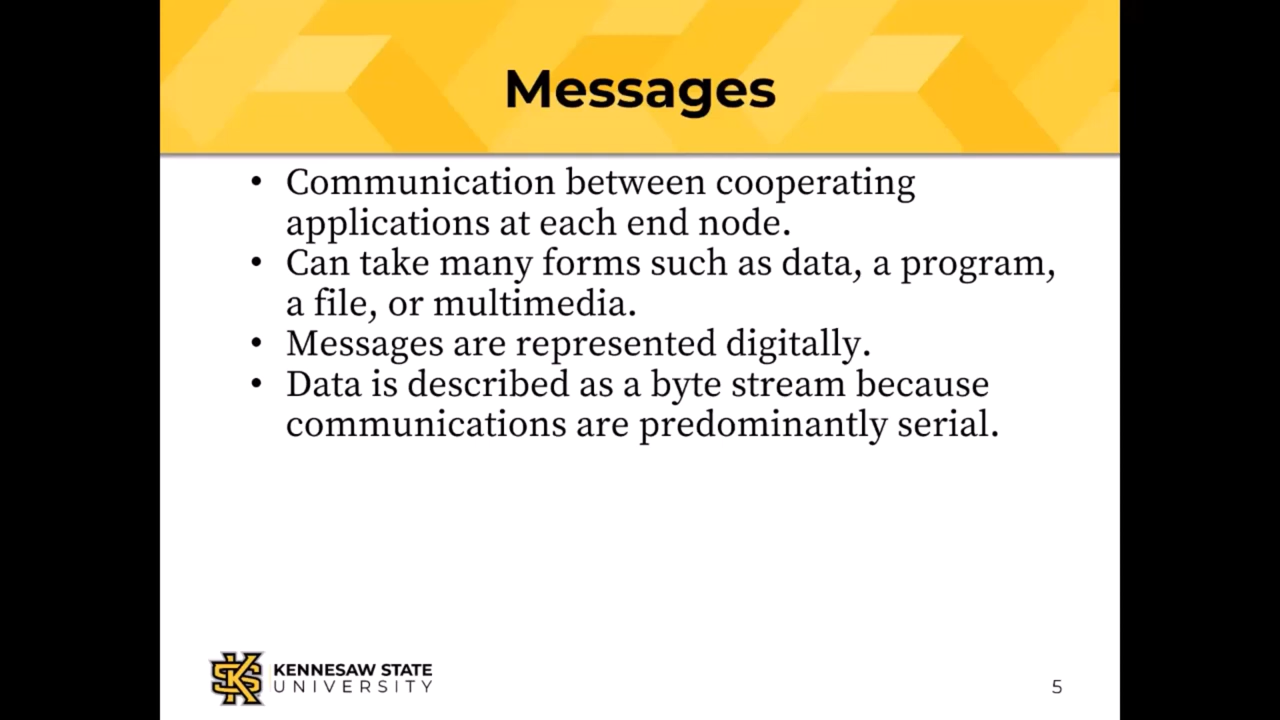 Messages
• Communication between cooperating
applications at each end node.
• Can take many forms such as data, a program,
a file, or multimedia.
• Messages are represented digitally.
• Data is described as a byte stream because
communications are predominantly serial.
KENNESAW STATE
UNIVERSITY
5